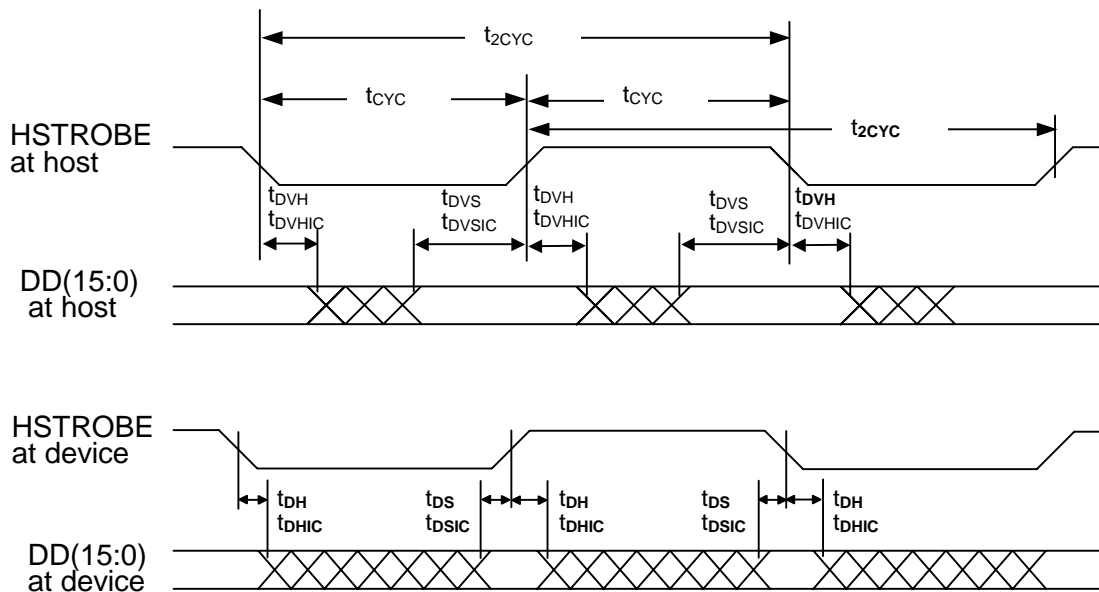 t2CYC
tCYC
tCYC
HSTROBE
at host
t2CYC
tDVH
tDVHIC
tDVS
tDVSIC
tDVH
tDVHIC
tDVS
tDVSIC
tDVH
tDVHIC
DD(15:0)
at host
HSTROBE
at device
tDH
tDHIC
tDS
tDSIC
tDH
tDHIC
tDS
tDSIC
tDH
tDHIC
DD(15:0)
at device